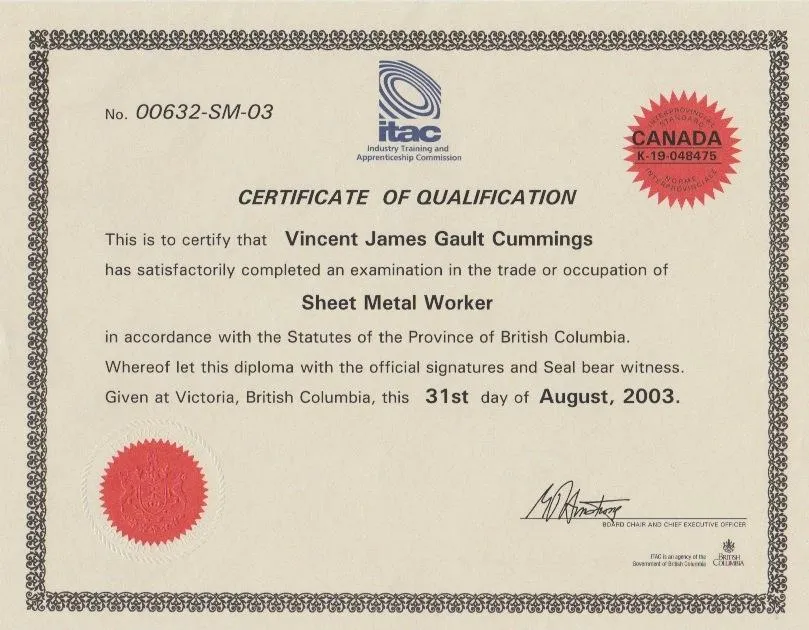 No. 00632-SM-03
itac
Industry Training and
Apprenticeship Commission
INTERPROVINCIAL
STANDARD
CANADA
K-19-048475
NORME
INTERPROVINCIALE
CERTIFICATE OF QUALIFICATION
This is to certify that Vincent James Gault Cummings
has satisfactorily completed an examination in the trade or occupation of
Sheet Metal Worker
in accordance with the Statutes of the Province of British Columbia.
Whereof let this diploma with the official signatures and Seal bear witness.
Given at Victoria, British Columbia, this 31st day of August, 2003.
BOARD CHAIR AND CHIEF EXECUTIVE OFFICER
ITAC is an agency of the
Government of British Columbia
BRITISH
COLUMBIA